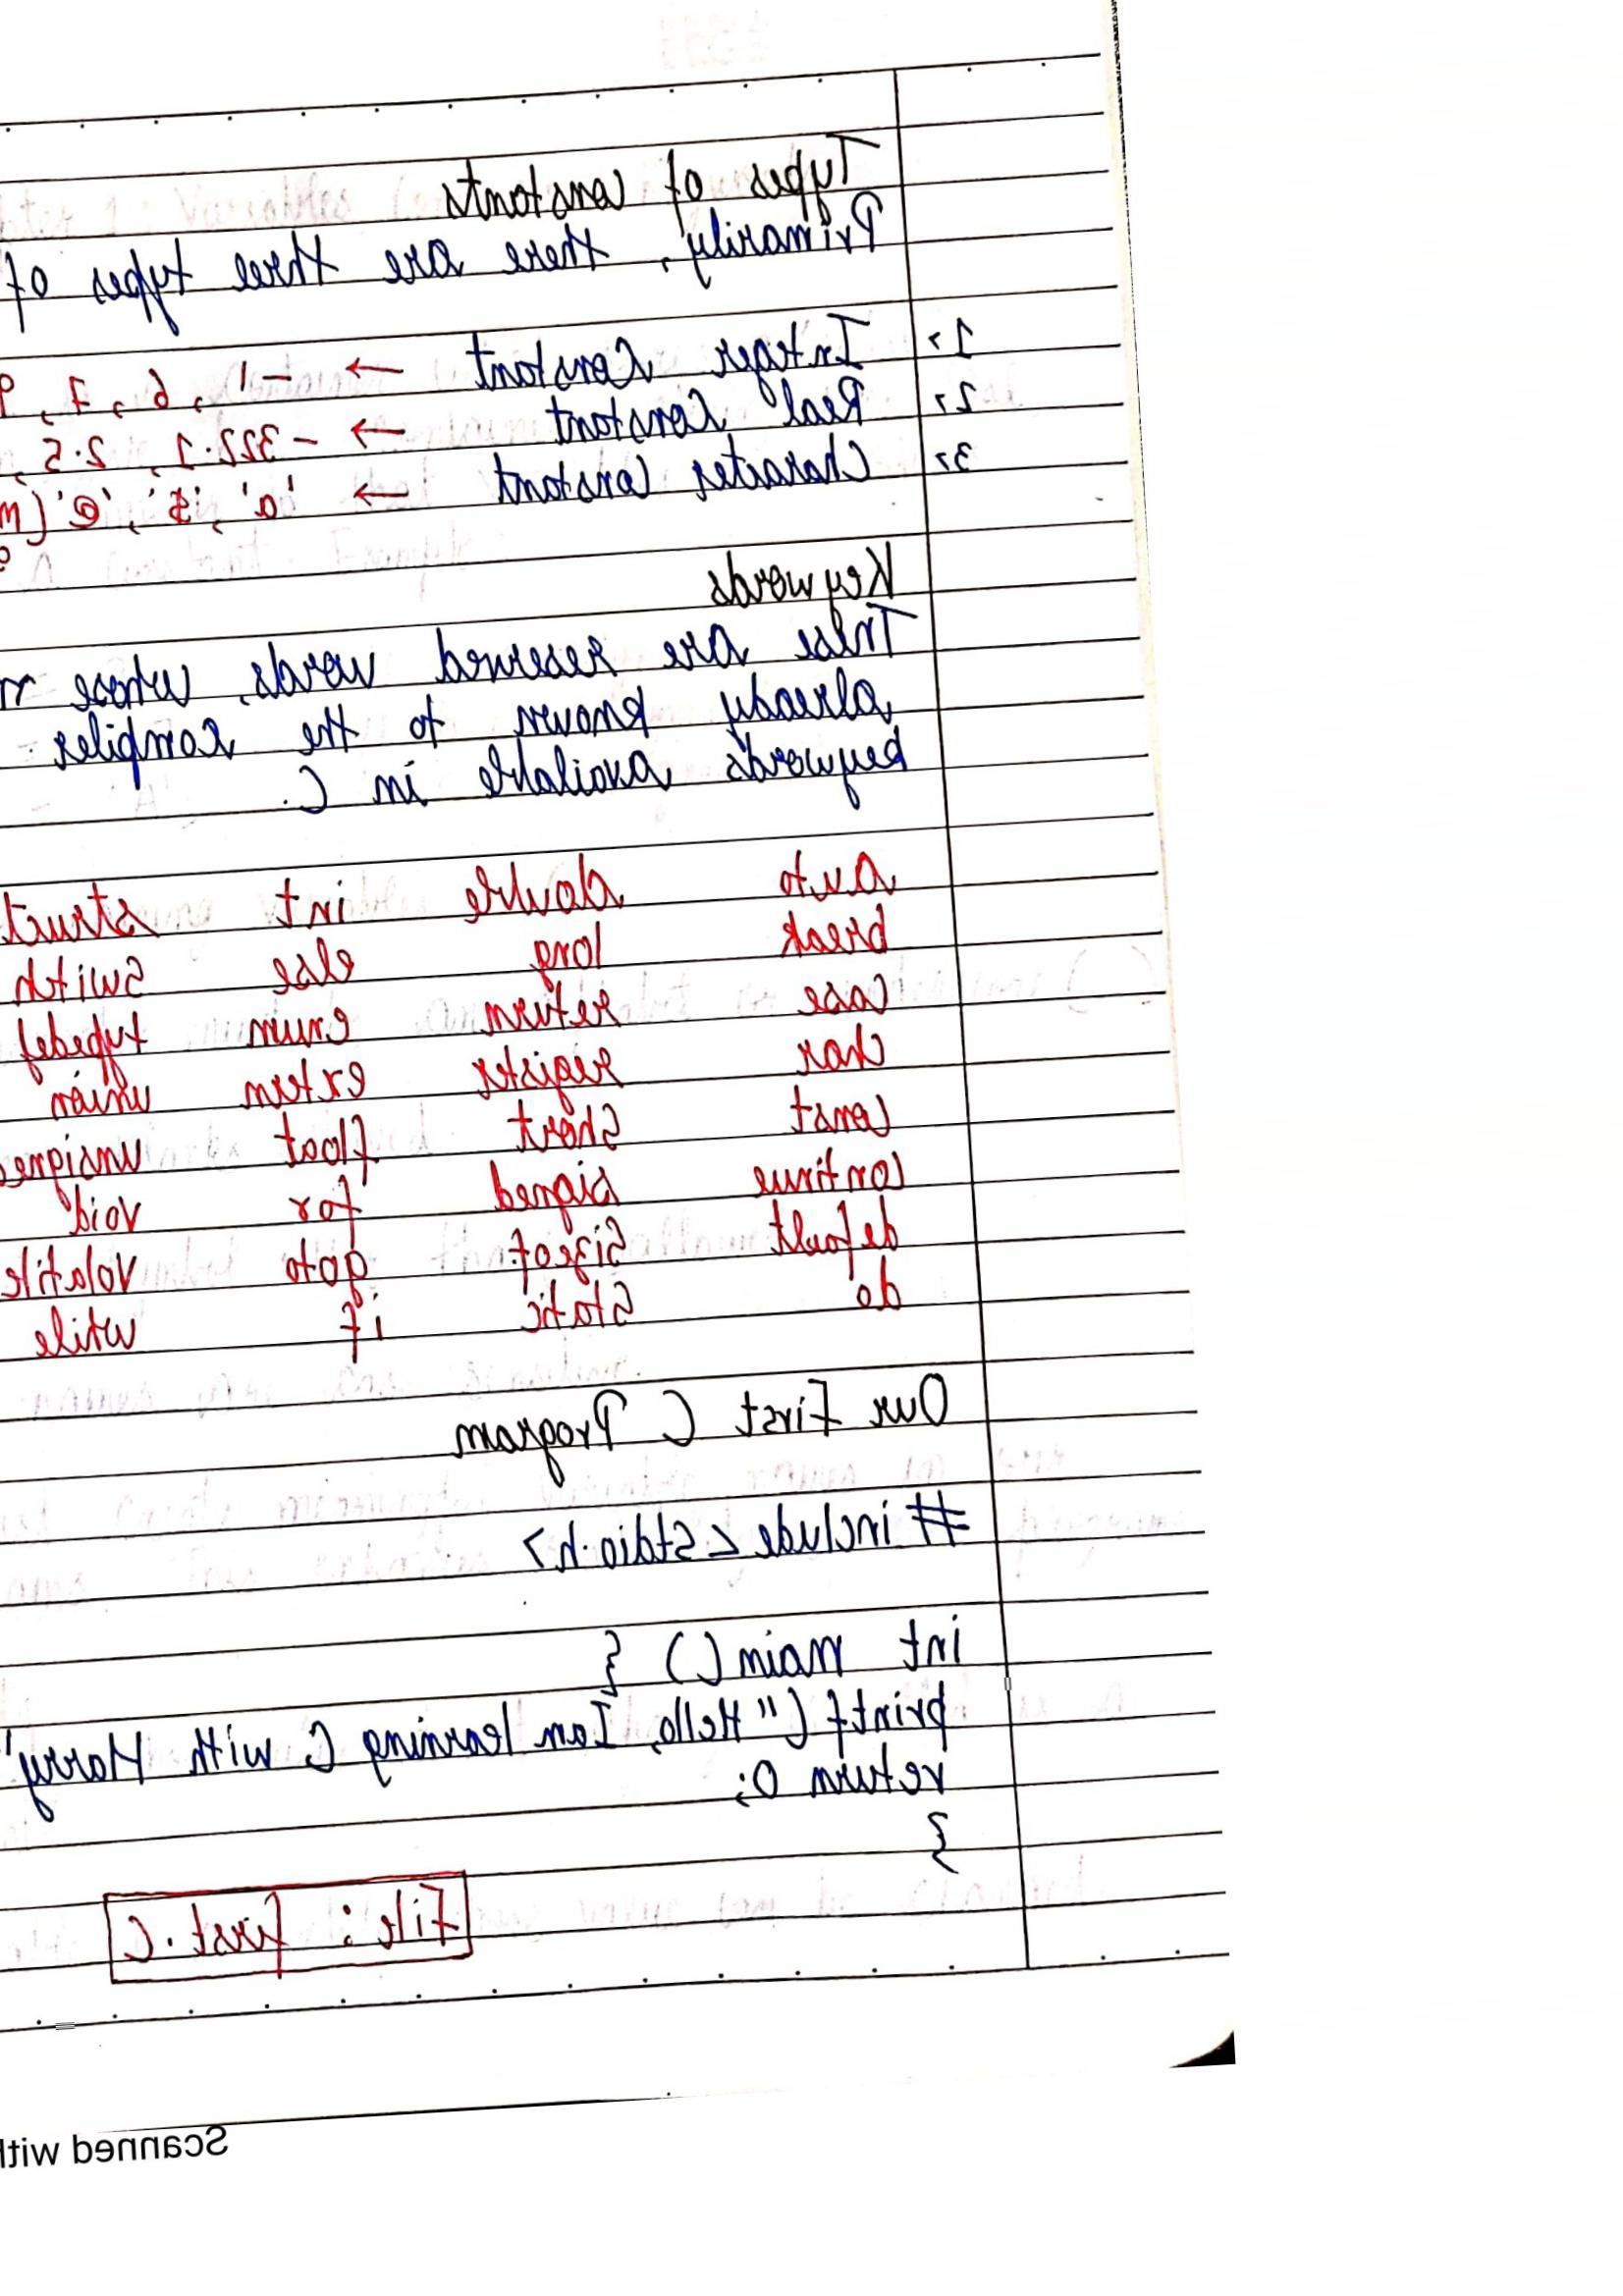 Types of constants
Primarily, there are three types of
1> Integer Constant → -1, 6, 7, 9
2> Real Constant → -322.1, 2.5,
3> Character Constant → 'a', '$', '@' (m
Keywords
These are reserved words, whose m
already known to the compiler
keywords available in C.
auto double int struct
break long else switch
case return enum typedef
char register extern union
const short float unsigne
continue signed for void
default sizeof goto volatile
do static if while
Our First C Program
#include <stdio.h>
int main() {
printf ("Hello, I am learning C with Harry"
return 0;
}
File : first.c
Scanned with